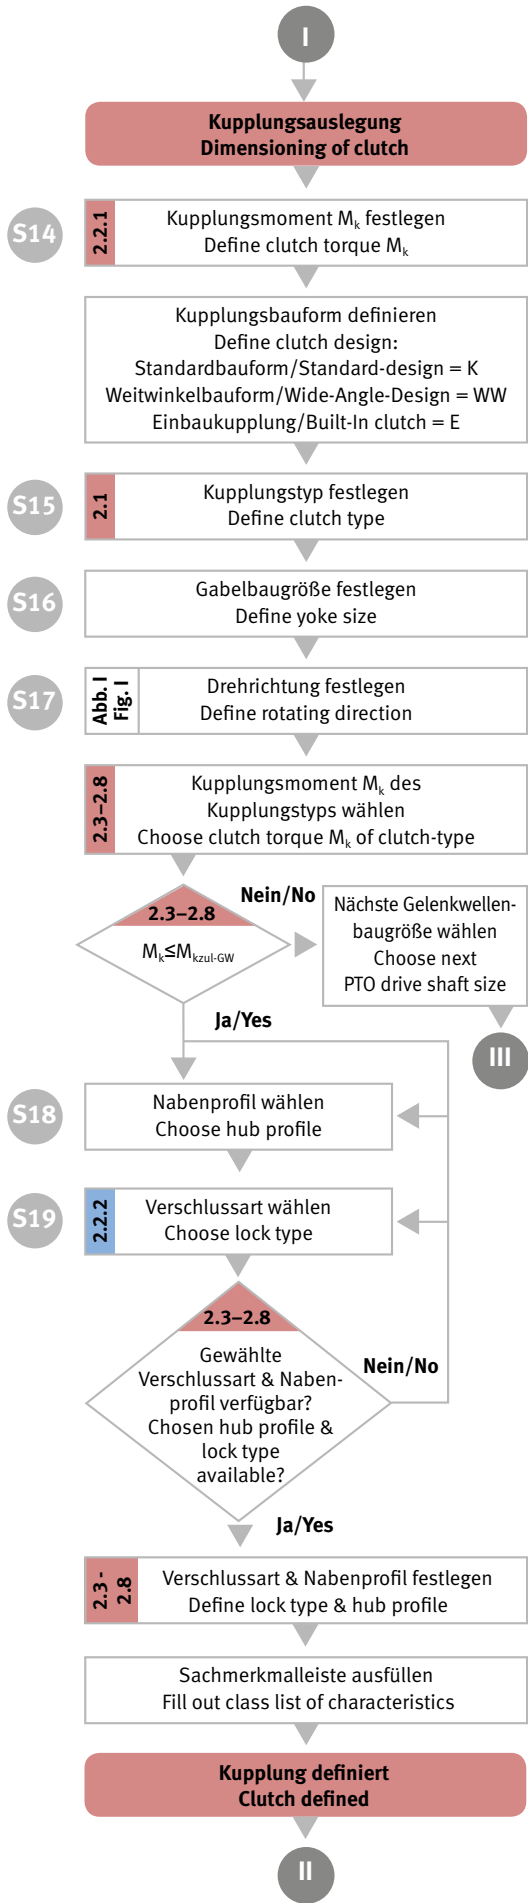 I
Kupplungsauslegung
Dimensioning of clutch
S14
2.2.1
Kupplungsmoment Mk festlegen
Define clutch torque Mk
Kupplungsbauform definieren
Define clutch design:
Standardbauform/Standard-design = K
Weitwinkelbauform/Wide-Angle-Design = WW
Einbaukupplung/Built-In clutch = E
S15
2.1
Kupplungstyp festlegen
Define clutch type
S16
Gabelbaugröße festlegen
Define yoke size
S17
Abb. I
Fig. I
Drehrichtung festlegen
Define rotating direction
2.3–2.8
Kupplungsmoment Mk des
Kupplungstyps wählen
Choose clutch torque Mk of clutch-type
2.3–2.8
Mk≤Mkzul-GW
Nein/No
Nächste Gelenkwellen-
baugröße wählen
Choose next
PTO drive shaft size
Ja/Yes
III
S18
Nabenprofil wählen
Choose hub profile
S19
2.2.2
Verschlussart wählen
Choose lock type
2.3–2.8
Gewählte
Verschlussart & Naben-
profil verfügbar?
Chosen hub profile &
lock type
available?
Nein/No
Ja/Yes
2.3 -
2.8
Verschlussart & Nabenprofil festlegen
Define lock type & hub profile
Sachmerkmalleiste ausfüllen
Fill out class list of characteristics
Kupplung definiert
Clutch defined
II